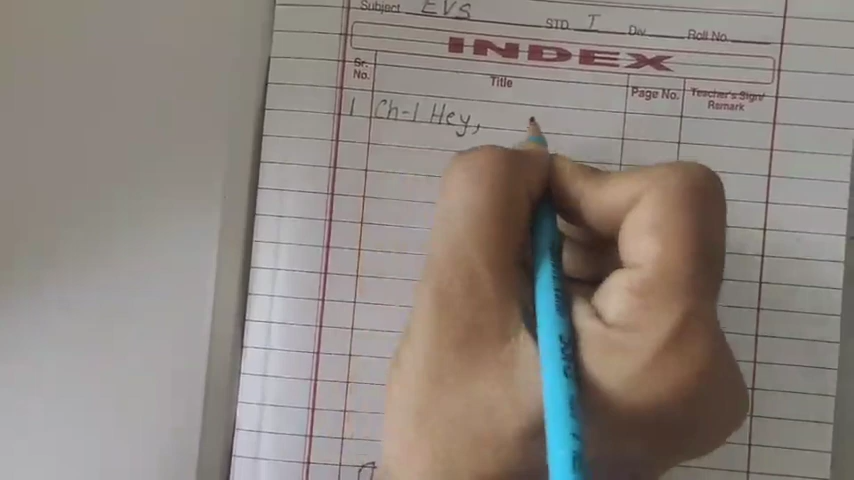 Subject EVS STD. I Div. Roll No.
INDEX
Sr. No. Title Page No. Teacher's Sign/ Remark
1 Ch-1 Hey,